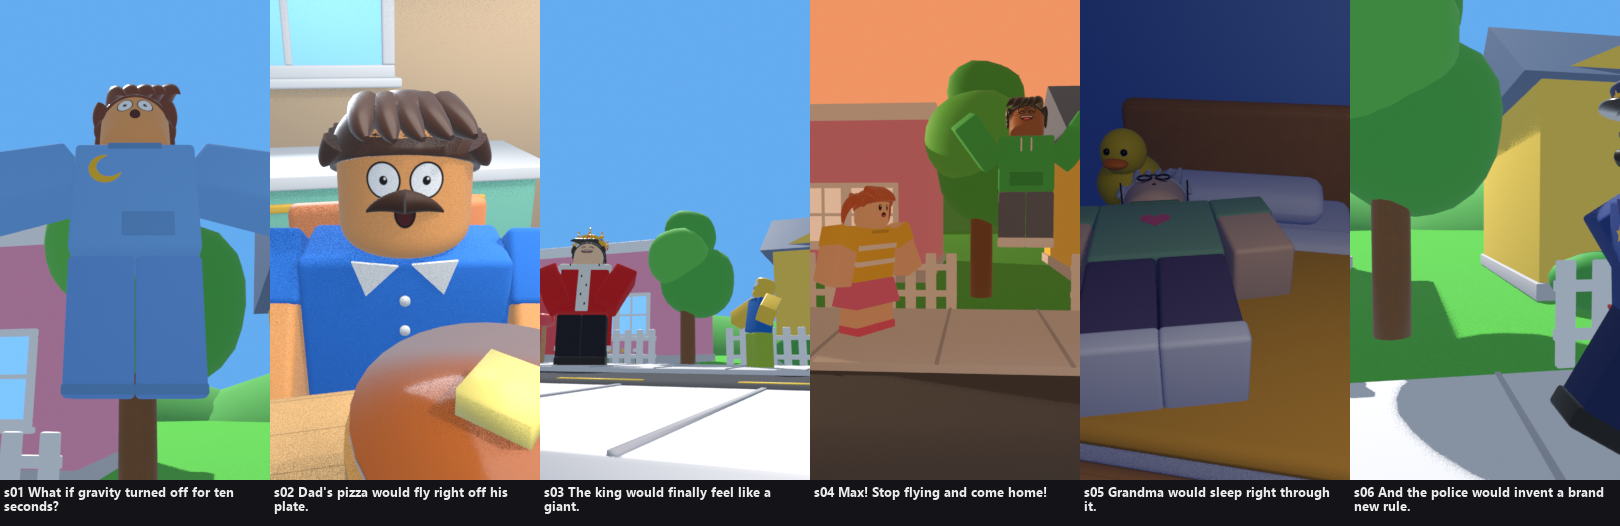 s01 What if gravity turned off for ten
seconds?
s02 Dad's pizza would fly right off his
plate.
s03 The king would finally feel like a
giant.
s04 Max! Stop flying and come home!
s05 Grandma would sleep right through
it.
s06 And the police would invent a brand
new rule.